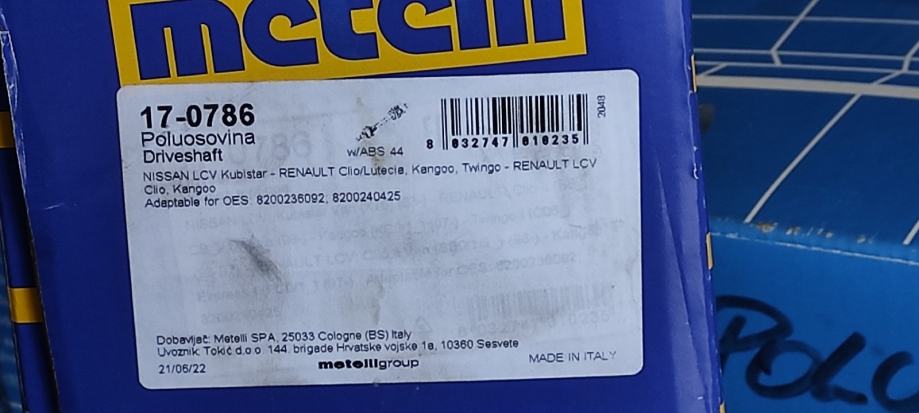 metelli
17-0786
Poluosovina
Driveshaft
w/ABS 44
8 032747 010235
2048
NISSAN LCV Kubistar - RENAULT Clio/Lutecia, Kangoo, Twingo - RENAULT LCV
Clio, Kangoo
Adaptable for OES: 8200236092, 8200240425
Dobavljač: Metelli SPA, 25033 Cologne (BS) Italy
Uvoznik: Tokić d.o.o. 144. brigade Hrvatske vojske 1a, 10360 Sesvete
21/06/22
metelligroup
MADE IN ITALY
POLU